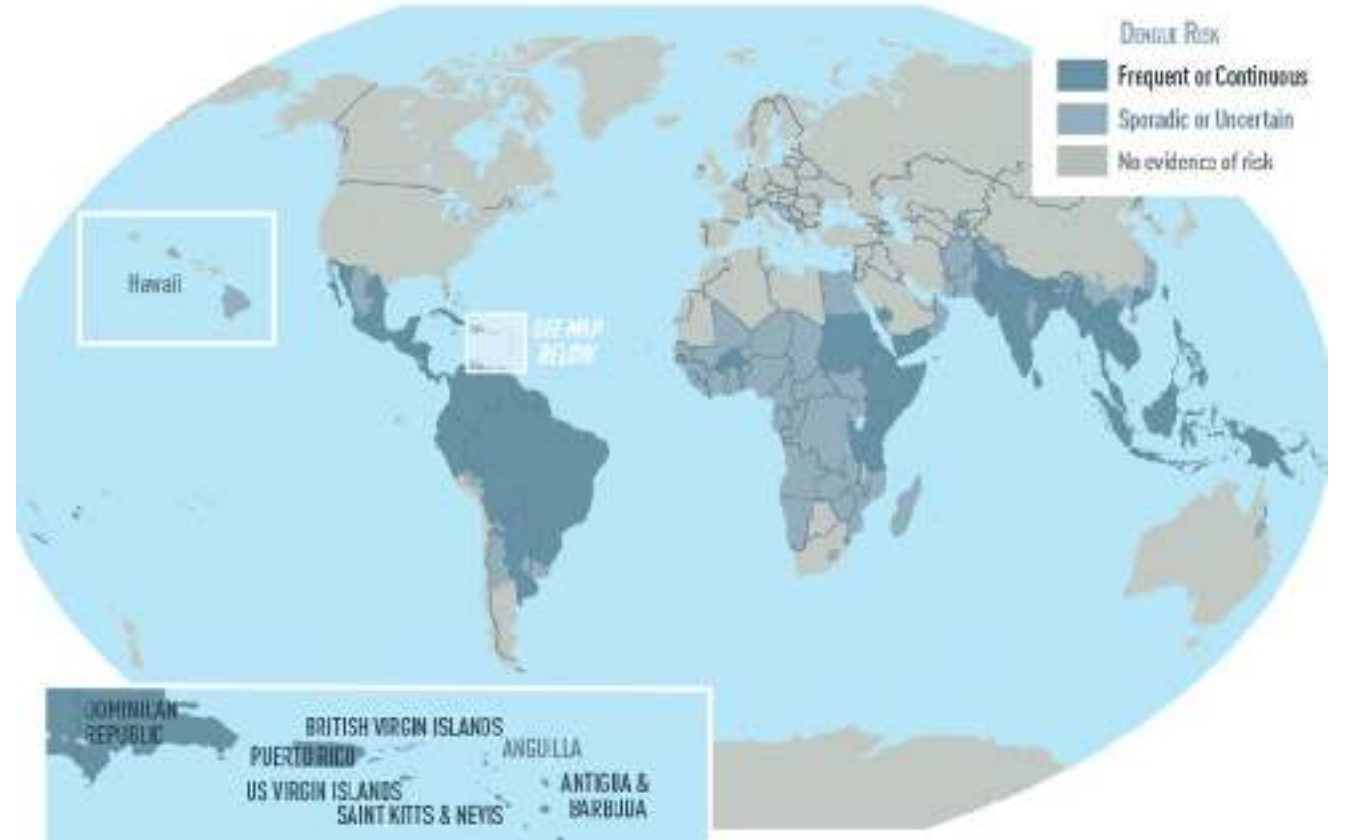 DENGUE RISK
Frequent or Continuous
Sporadic or Uncertain
No evidence of risk
Hawaii
SEE MAP
BELOW
DOMINICAN
REPUBLIC
BRITISH VIRGIN ISLANDS
PUERTO RICO
ANGUILLA
US VIRGIN ISLANDS
ANTIGUA &
BARBUDA
SAINT KITTS & NEVIS